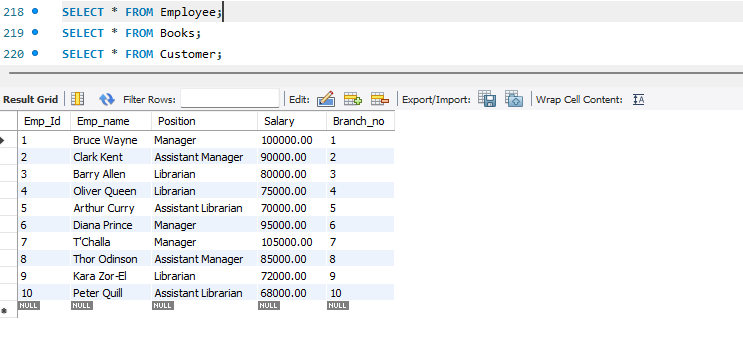 218 SELECT * FROM Employee;
219 SELECT * FROM Books;
220 SELECT * FROM Customer;
Result Grid Filter Rows: Edit: Export/Import: Wrap Cell Content: IA
Emp_Id Emp_name Position Salary Branch_no
1 Bruce Wayne Manager 100000.00 1
2 Clark Kent Assistant Manager 90000.00 2
3 Barry Allen Librarian 80000.00 3
4 Oliver Queen Librarian 75000.00 4
5 Arthur Curry Assistant Librarian 70000.00 5
6 Diana Prince Manager 95000.00 6
7 T'Challa Manager 105000.00 7
8 Thor Odinson Assistant Manager 85000.00 8
9 Kara Zor-El Librarian 72000.00 9
10 Peter Quill Assistant Librarian 68000.00 10
NULL NULL NULL NULL NULL